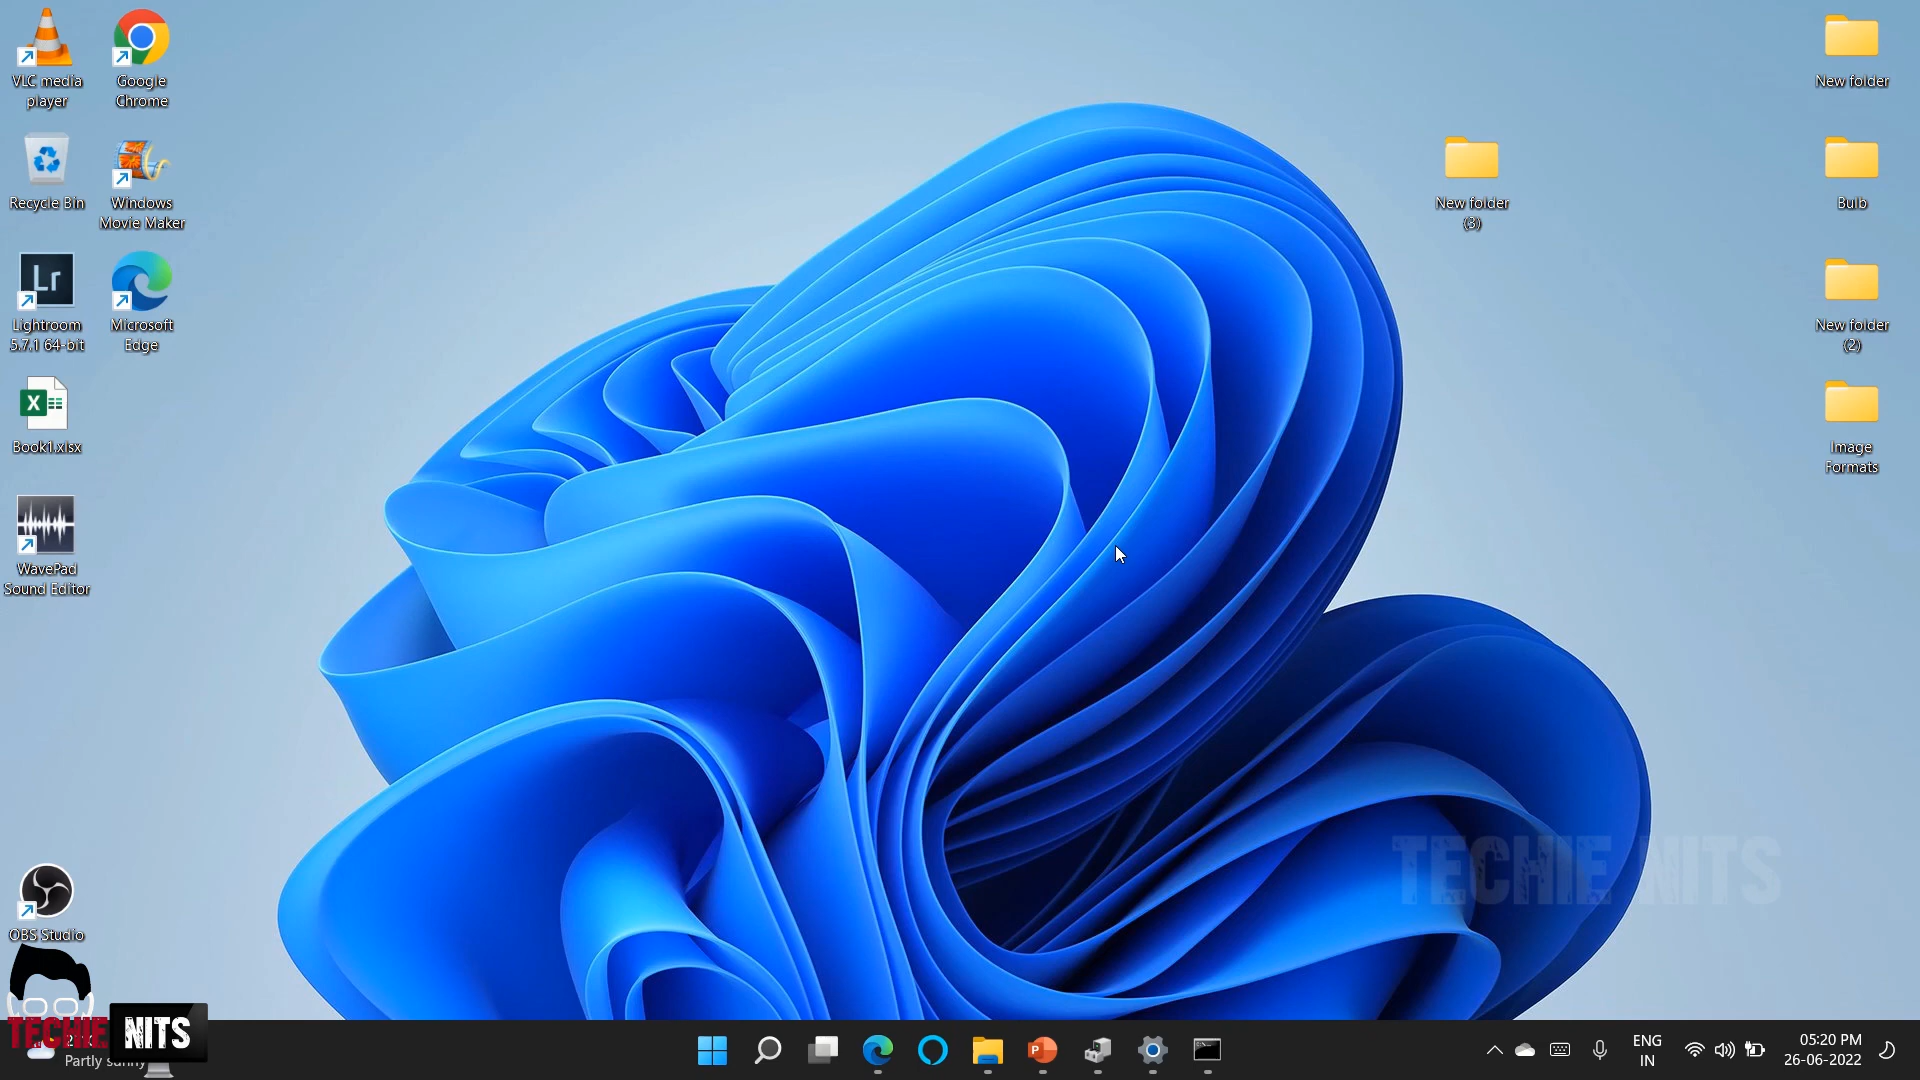 VLC media
player
Google
Chrome
Recycle Bin
Windows
Movie Maker
Lr
Lightroom
5.7.1 64-bit
Microsoft
Edge
X
Book1.xlsx
WavePad
Sound Editor
OBS Studio
New folder
New folder
(3)
Bulb
New folder
(2)
Image
Formats
TECHIE NITS
TECHIE NITS
Partly sunny
P
ENG
IN
05:20 PM
26-06-2022